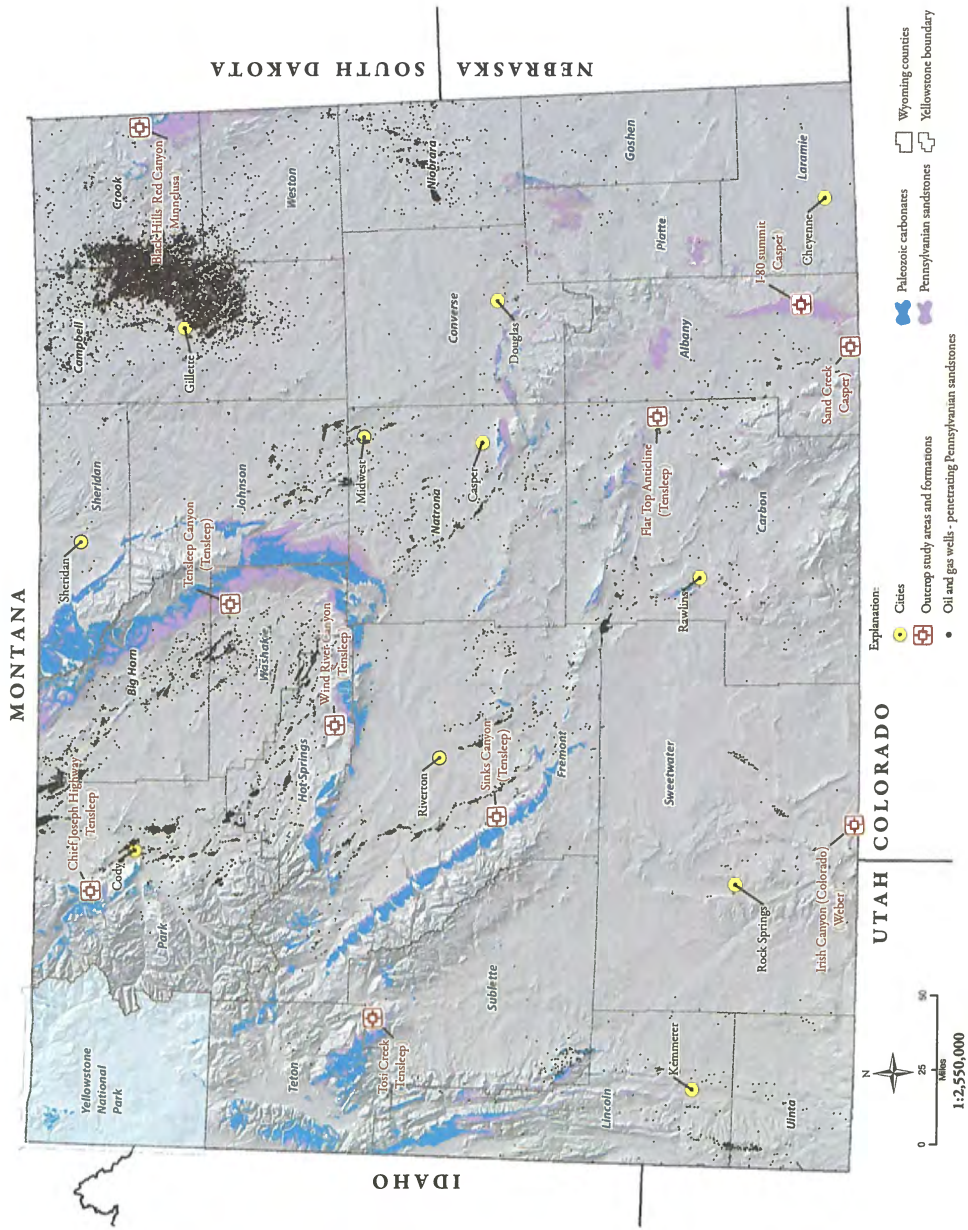 MONTANA
IDAHO
SOUTH DAKOTA
NEBRASKA
UTAH
COLORADO
Yellowstone
National
Park
Park
Teton
Sublette
Lincoln
Uinta
Sweetwater
Fremont
Hot Springs
Washakie
Big Horn
Sheridan
Johnson
Campbell
Crook
Weston
Niobrara
Converse
Natrona
Carbon
Albany
Platte
Goshen
Laramie
Cody
Sheridan
Gillette
Midwest
Casper
Douglas
Riverton
Rawlins
Rock Springs
Kemmerer
Cheyenne
Chief Joseph Highway
Tensleep
Tensleep Canyon
(Tensleep)
Wind River Canyon
Tensleep
Black Hills Red Canyon
Minnelusa
Tosi Creek
Tensleep
Sinks Canyon
(Tensleep)
Flat Top Anticline
(Tensleep)
I-80 summit
Casper)
Sand Creek
Casper)
Irish Canyon (Colorado)
Weber
N
0 25 50
Miles
1:2,550,000
Explanation:
Cities
Outcrop study areas and formations
Oil and gas wells - penetrating Pennsylvanian sandstones
Paleozoic carbonates
Pennsylvanian sandstones
Wyoming counties
Yellowstone boundary